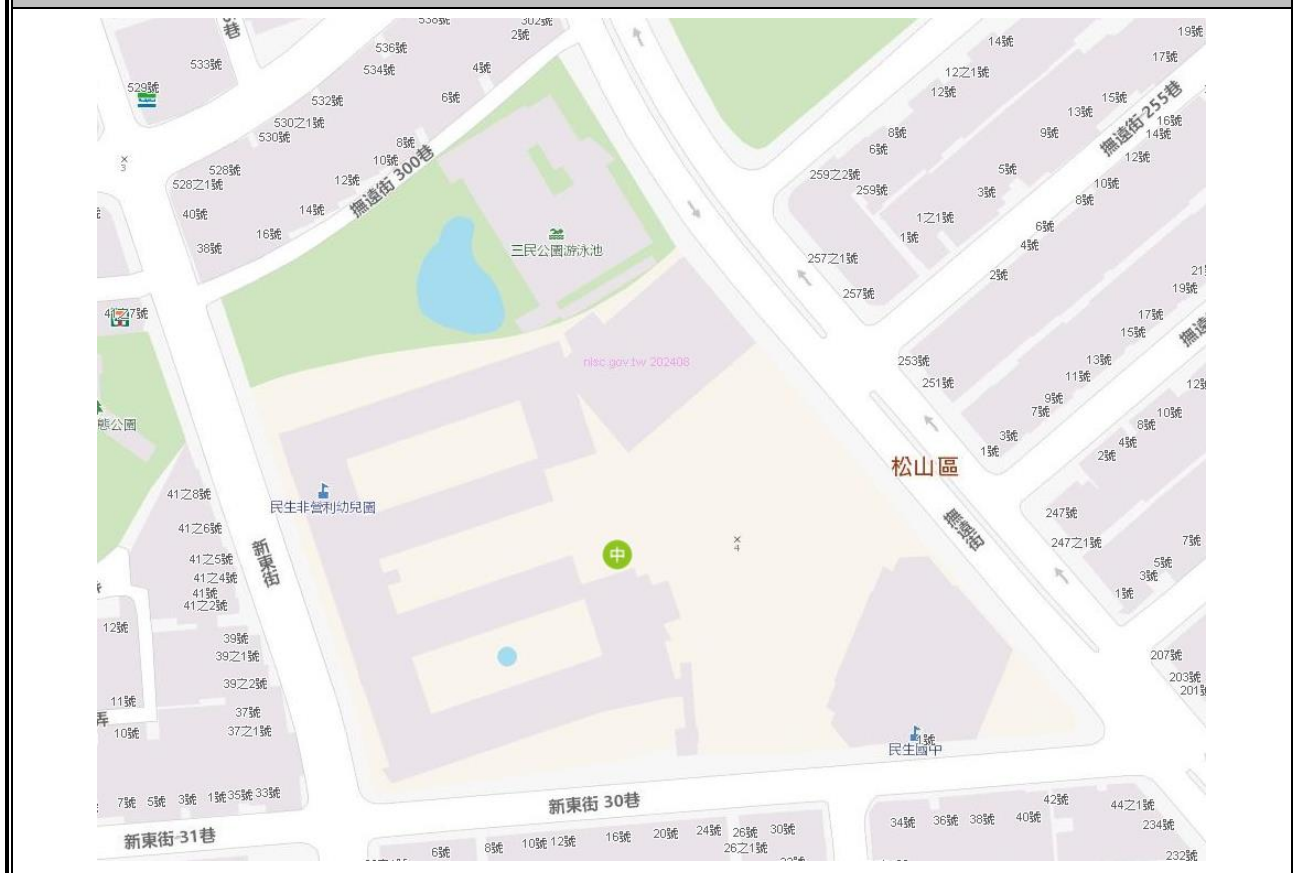 538號
302號
2號
巷
536號
533號
534號
4號
529號
532號
6號
530之1號
530號
8號
10號
528號
528之1號
12號
撫遠街 300巷
40號
14號
16號
38號
14號
19號
17號
12之1號
12號
15號
13號
撫遠街 255巷
16號
14號
8號
9號
6號
12號
259之2號
5號
10號
259號
3號
8號
1之1號
6號
1號
4號
257之1號
2號
257號
19號
17號
15號
三民公園游泳池
nlsc.gov.tw 202408
253號
13號
251號
11號
9號
7號
10號
8號
3號
4號
1號
2號
松山區
態公園
民生非營利幼兒園
41之8號
41之6號
新東街
41之5號
41之4號
41號
41之2號
中
4
3
撫遠街
247號
247之1號
7號
5號
3號
1號
12號
39號
39之1號
39之2號
207號
203號
11號
弄
10號
37號
37之1號
民生國中
7號
5號
3號
1號
35號
33號
新東街 31巷
新東街 30巷
6號
8號
10號
12號
16號
20號
24號
26號
30號
26之1號
34號
36號
38號
40號
42號
44之1號
234號
232號